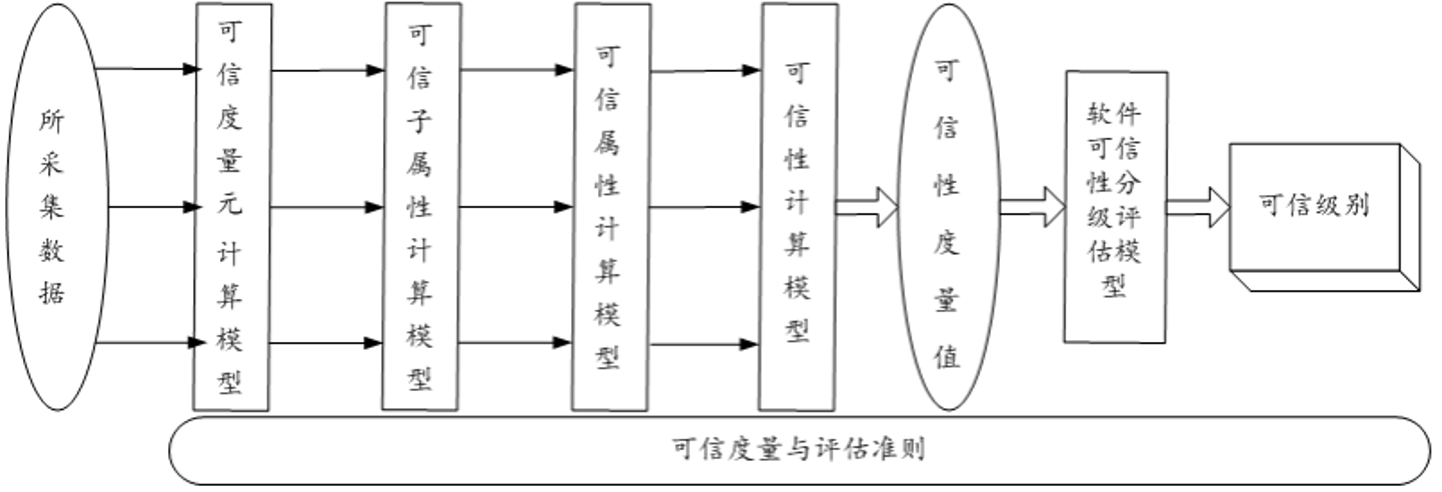 所采集数据
可信度量元计算模型
可信子属性计算模型
可信属性计算模型
可信性计算模型
可信性度量值
软件
可信
性分
级评
估模
型
可信级别
可信度量与评估准则